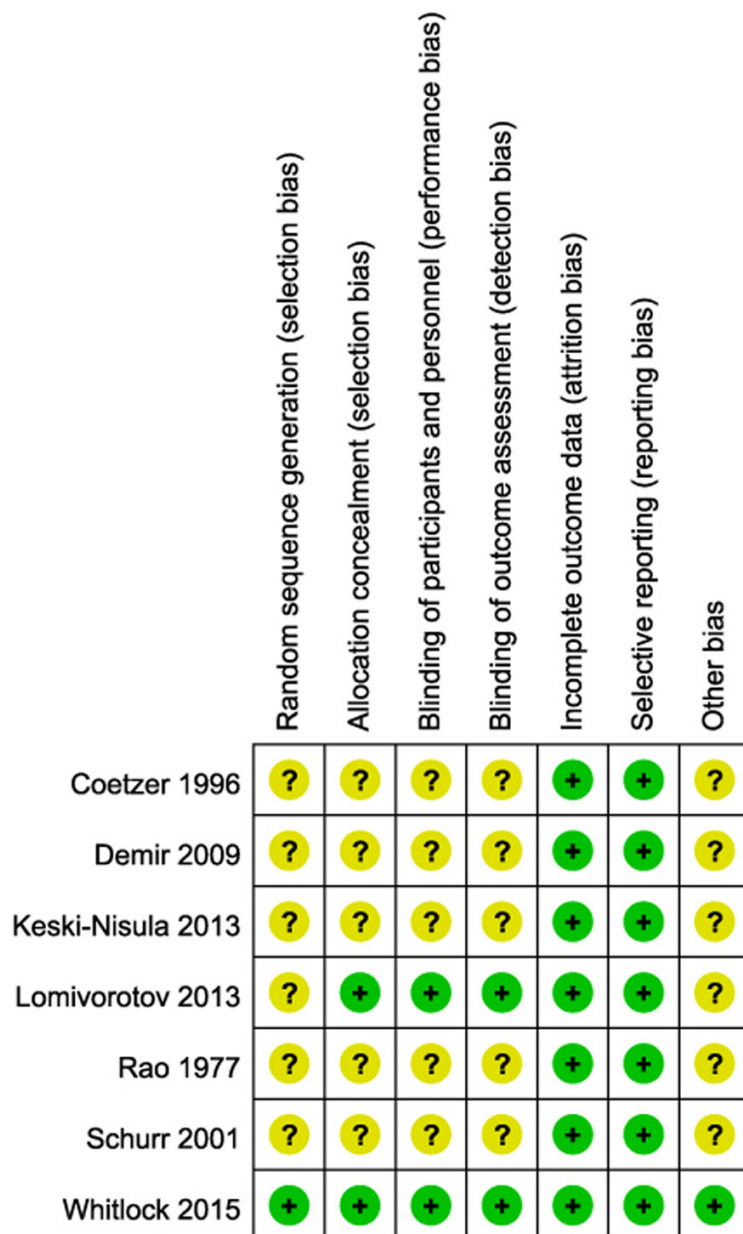 Random sequence generation (selection bias)
Allocation concealment (selection bias)
Blinding of participants and personnel (performance bias)
Blinding of outcome assessment (detection bias)
Incomplete outcome data (attrition bias)
Selective reporting (reporting bias)
Other bias
Coetzer 1996 ? ? ? ? + + ?
Demir 2009 ? ? ? ? + + ?
Keski-Nisula 2013 ? ? ? ? + + ?
Lomivorotov 2013 ? + + + + + ?
Rao 1977 ? ? ? ? + + ?
Schurr 2001 ? ? ? ? + + ?
Whitlock 2015 + + + + + + +